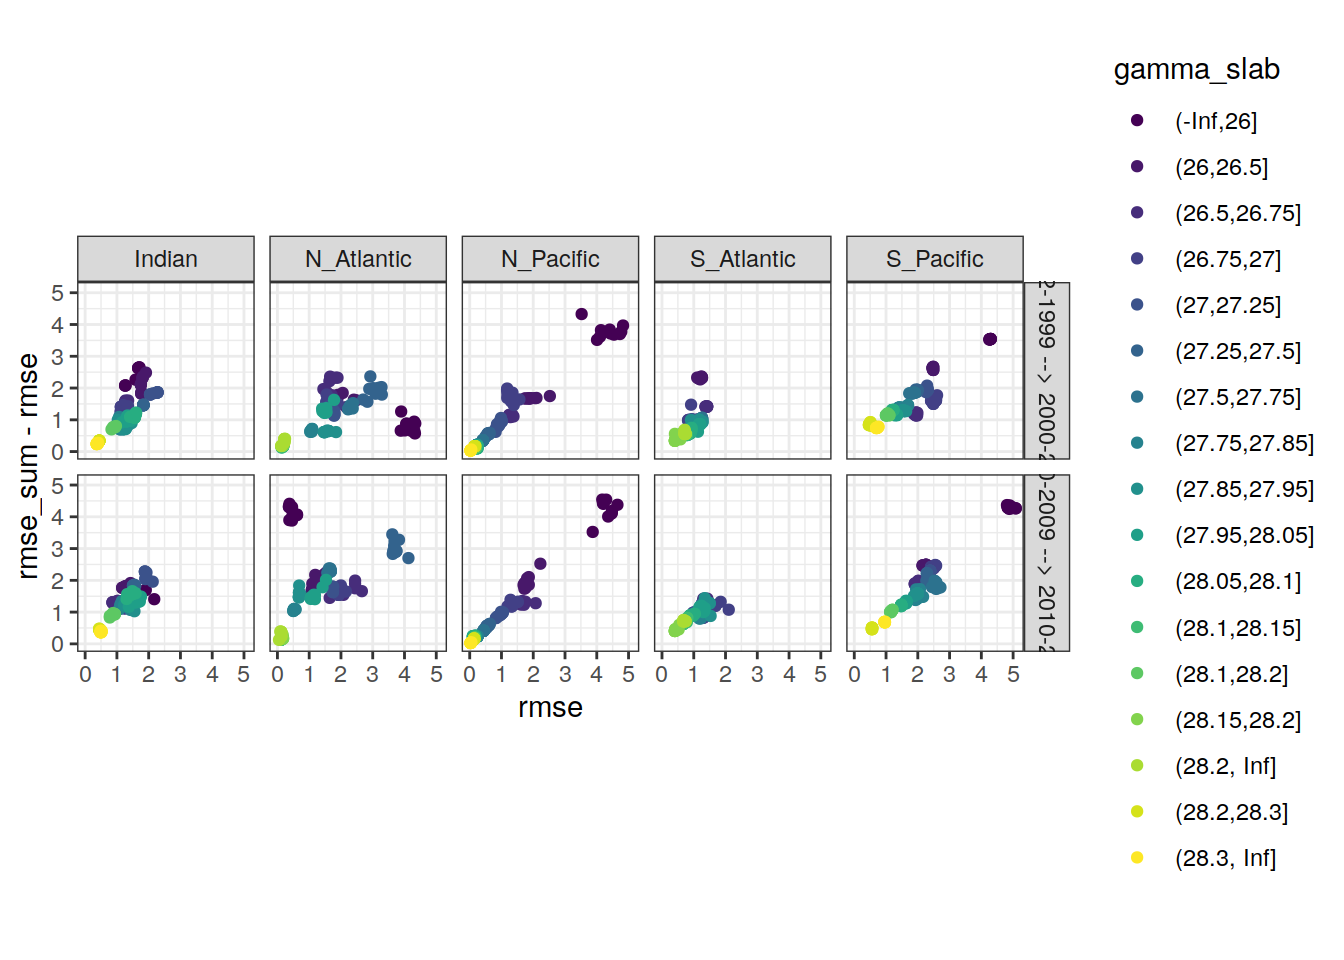 gamma_slab
(-Inf,26]
(26,26.5]
(26.5,26.75]
(26.75,27]
(27,27.25]
(27.25,27.5]
(27.5,27.75]
(27.75,27.85]
(27.85,27.95]
(27.95,28.05]
(28.05,28.1]
(28.1,28.15]
(28.1,28.2]
(28.15,28.2]
(28.2, Inf]
(28.2,28.3]
(28.3, Inf]
Indian N_Atlantic N_Pacific S_Atlantic S_Pacific
5
4
3
2
1
0
-1999 --> 2000-
5
4
3
2
1
0
-2009 --> 2010-
0 1 2 3 4 5 0 1 2 3 4 5 0 1 2 3 4 5 0 1 2 3 4 5 0 1 2 3 4 5
rmse
rmse_sum - rmse